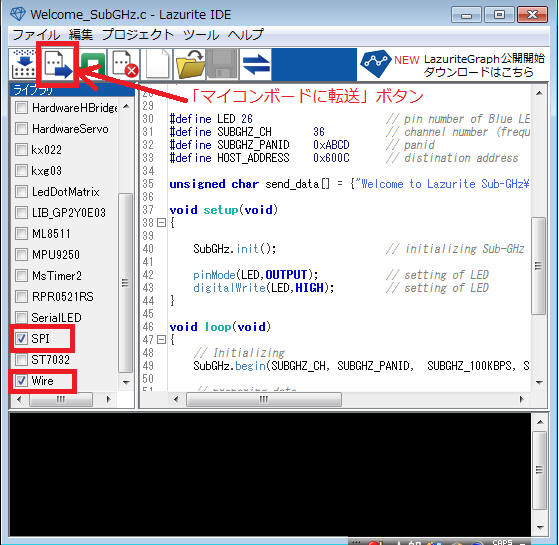 Welcome_SubGHz.c - Lazurite IDE
ファイル 編集 プロジェクト ツール ヘルプ
NEW LazuriteGraph公開開始
ダウンロードはこちら
「マイコンボードに転送」ボタン
ライブラリ
HardwareHBridge
HardwareServo
kx022
kxg03
LedDotMatrix
LIB_GP2Y0E03
ML8511
MPU9250
MsTimer2
RPR0521RS
SerialLED
SPI
ST7032
Wire
29
30 #define LED 26 // pin number of Blue LE
31 #define SUBGHZ_CH 36 // channel number (frequ
32 #define SUBGHZ_PANID 0xABCD // panid
33 #define HOST_ADDRESS 0x600C // distination address
34
35 unsigned char send_data[] = {"Welcome to Lazurite Sub-GHz¥
36
37 void setup(void)
38 {
39
40 SubGHz.init(); // initializing Sub-GHz
41
42 pinMode(LED,OUTPUT); // setting of LED
43 digitalWrite(LED,HIGH); // setting of LED
44 }
45
46 void loop(void)
47 {
48 // Initializing
49 SubGHz.begin(SUBGHZ_CH, SUBGHZ_PANID, SUBGHZ_100KBPS, S
50
51 // preparing data
CAPS